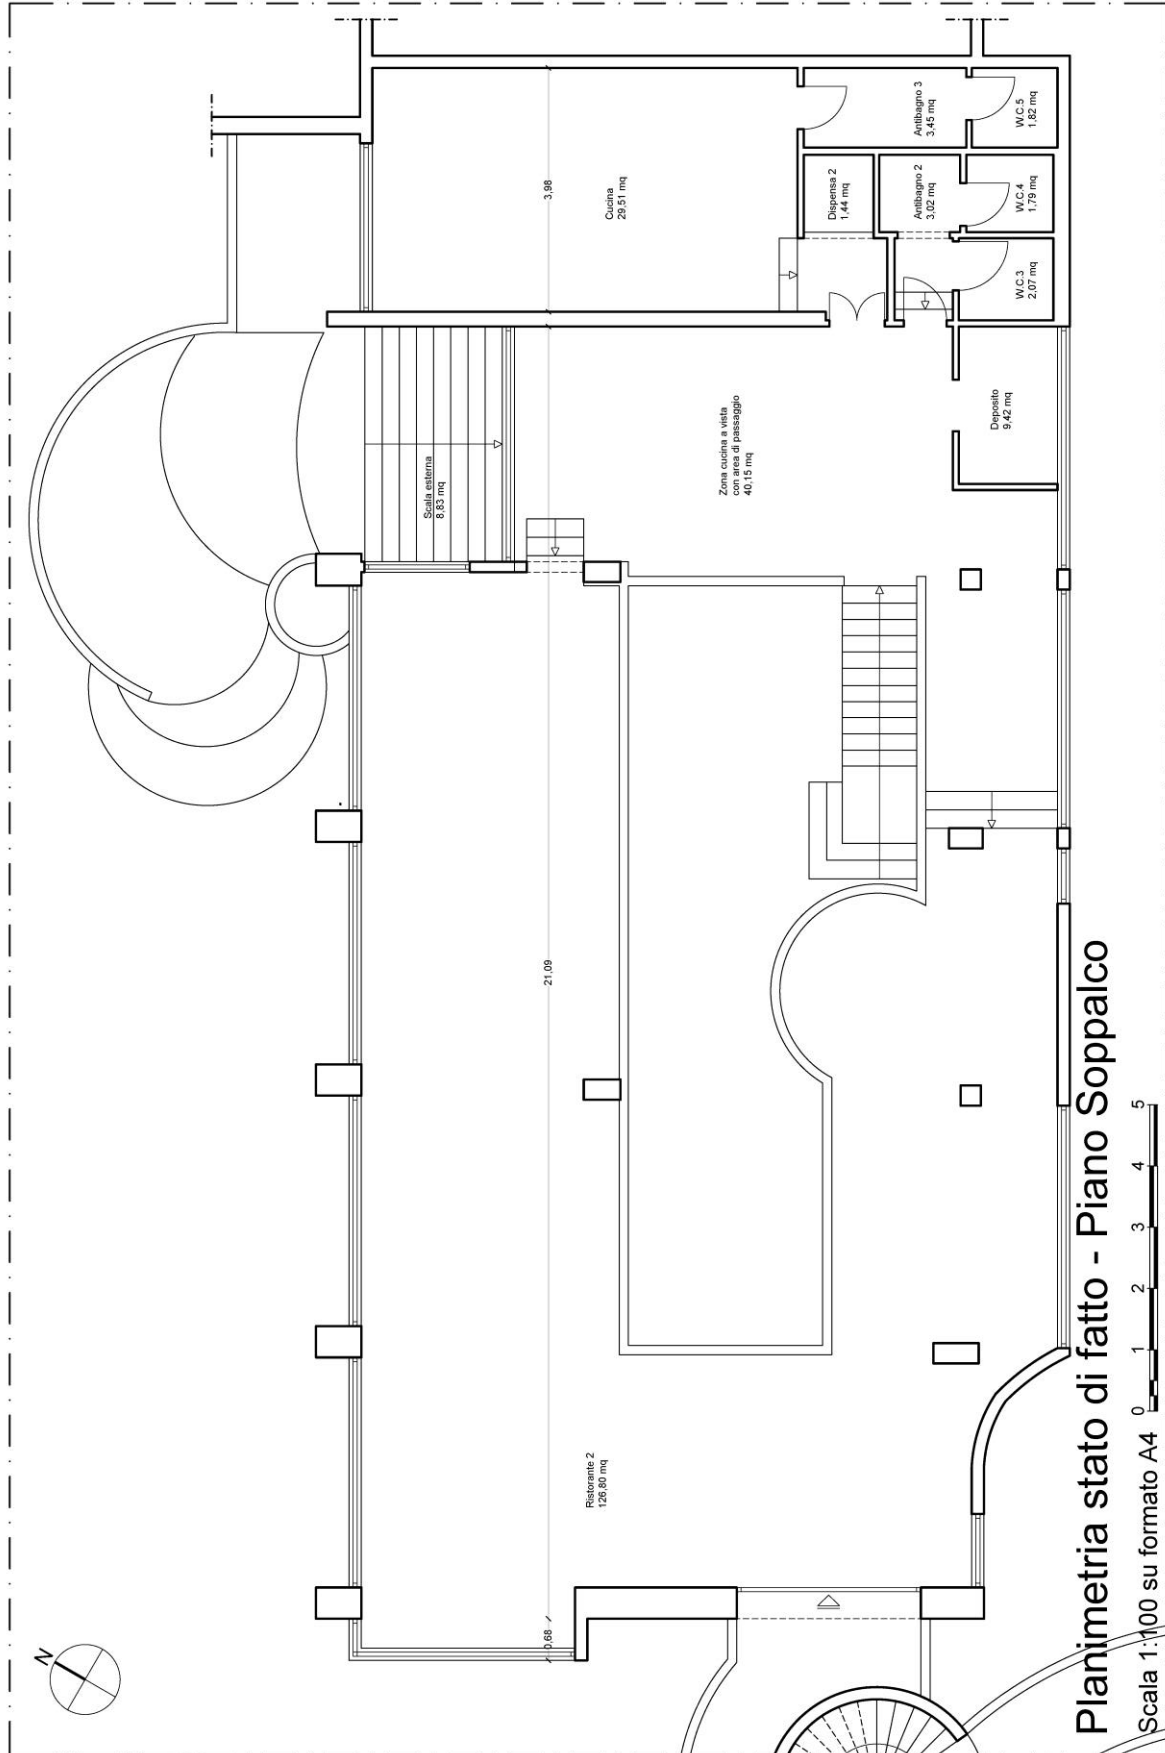 N
Cucina
29,51 mq
3,98
Dispensa 2
1,44 mq
Antibagno 3
3,45 mq
W.C.5
1,82 mq
Antibagno 2
3,02 mq
W.C.4
1,79 mq
W.C.3
2,07 mq
Scala esterna
8,83 mq
Zona cucina a vista
con area di passaggio
40,15 mq
Deposito
9,42 mq
21,09
Ristorante 2
126,80 mq
0,68
Planimetria stato di fatto - Piano Soppalco
Scala 1:100 su formato A4
0 1 2 3 4 5